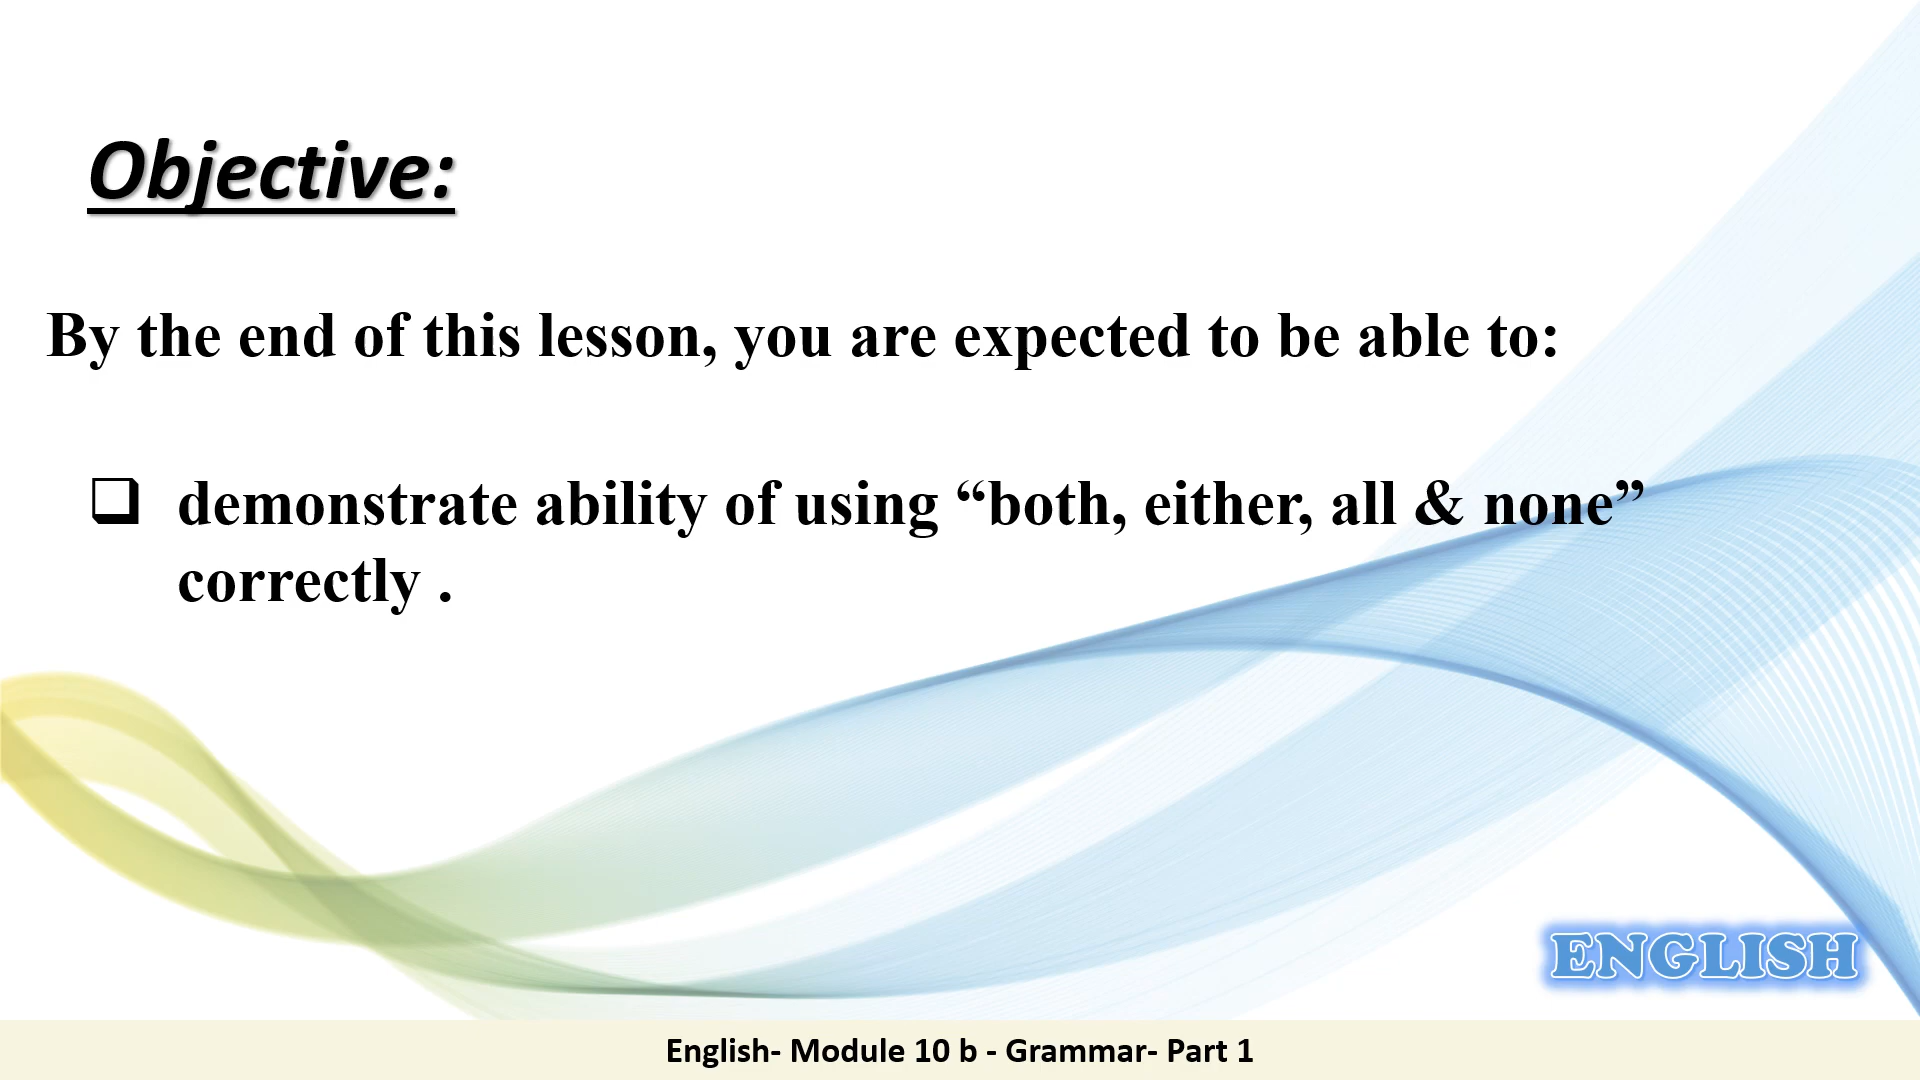 Objective:
By the end of this lesson, you are expected to be able to:
❑ demonstrate ability of using “both, either, all & none”
correctly .
ENGLISH
English- Module 10 b - Grammar- Part 1